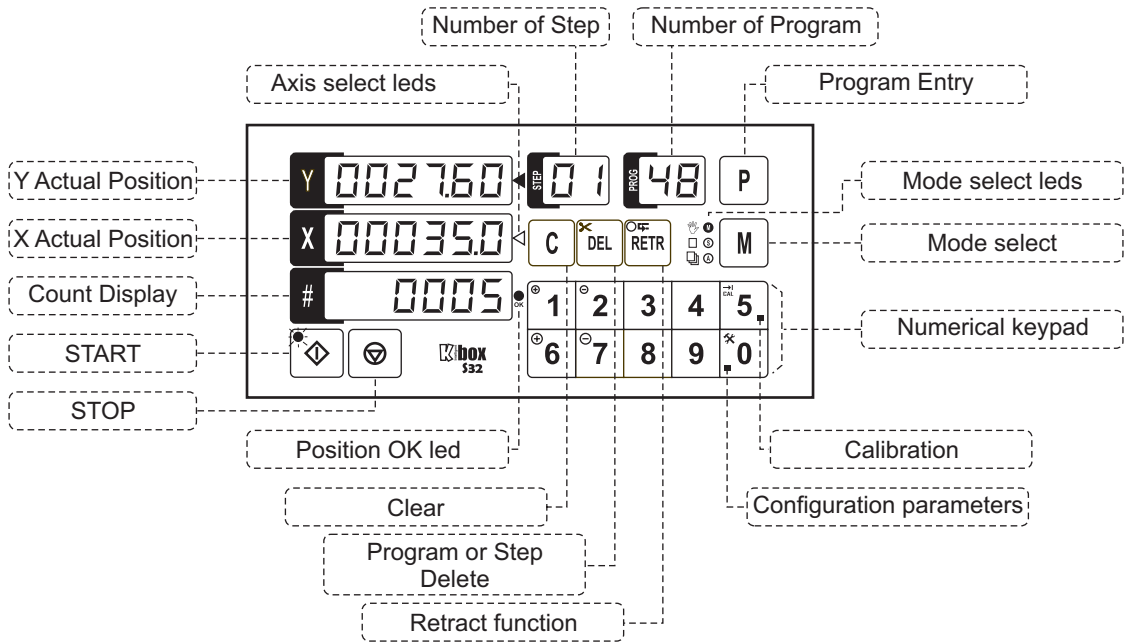 Number of Step
Number of Program
Axis select leds
Program Entry
Y Actual Position
Y 0027.60
STEP 01
PROG 48
P
Mode select leds
X Actual Position
X 00035.0
C
DEL
RETR
M
S
A
M
Mode select
Count Display
# 0005
OK
1 2 3 4 CAL 5
Numerical keypad
START
6 7 8 9 0
STOP
box
S32
Position OK led
Calibration
Clear
Configuration parameters
Program or Step
Delete
Retract function